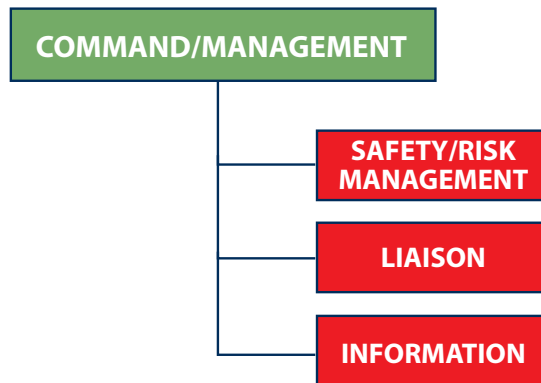 COMMAND/MANAGEMENT
SAFETY/RISK
MANAGEMENT
LIAISON
INFORMATION